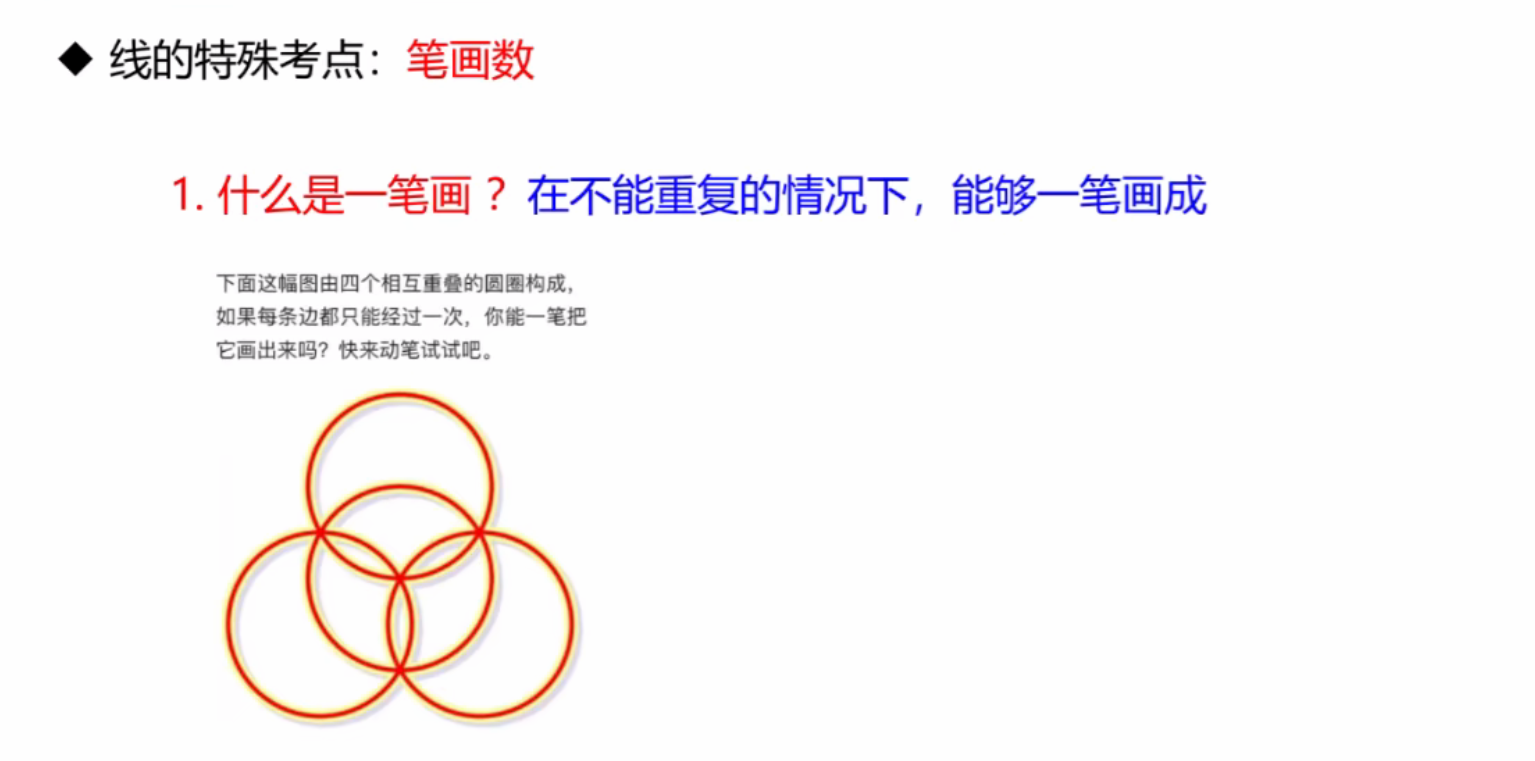 ◆ 线的特殊考点：笔画数
1. 什么是一笔画？在不能重复的情况下，能够一笔画成
下面这幅图由四个相互重叠的圆圈构成，
如果每条边都只能经过一次，你能一笔把
它画出来吗？快来动笔试试吧。